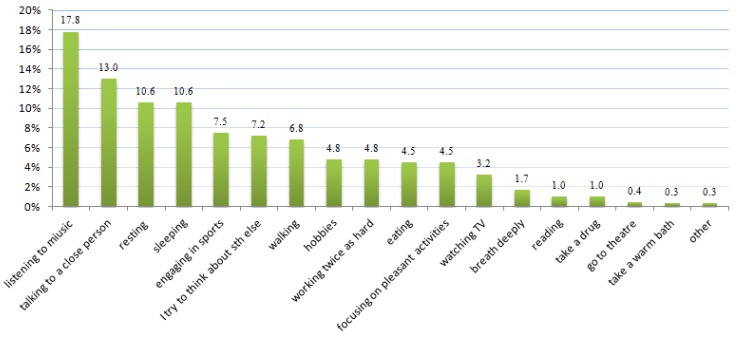 20%
18%
16%
14%
12%
10%
8%
6%
4%
2%
0%
17.8
13.0
10.6
10.6
7.5
7.2
6.8
4.8
4.8
4.5
4.5
3.2
1.7
1.0
1.0
0.4
0.3
0.3
listening to miusic
talking to a close person
resting
sleeping
engaging in sports
I try to think about sth else
walking
hobbies
working twice as hard
eating
focusing on pleasant activities
watching TV
breath deeply
reading
take a drug
go to theatre
take a warm bath
other